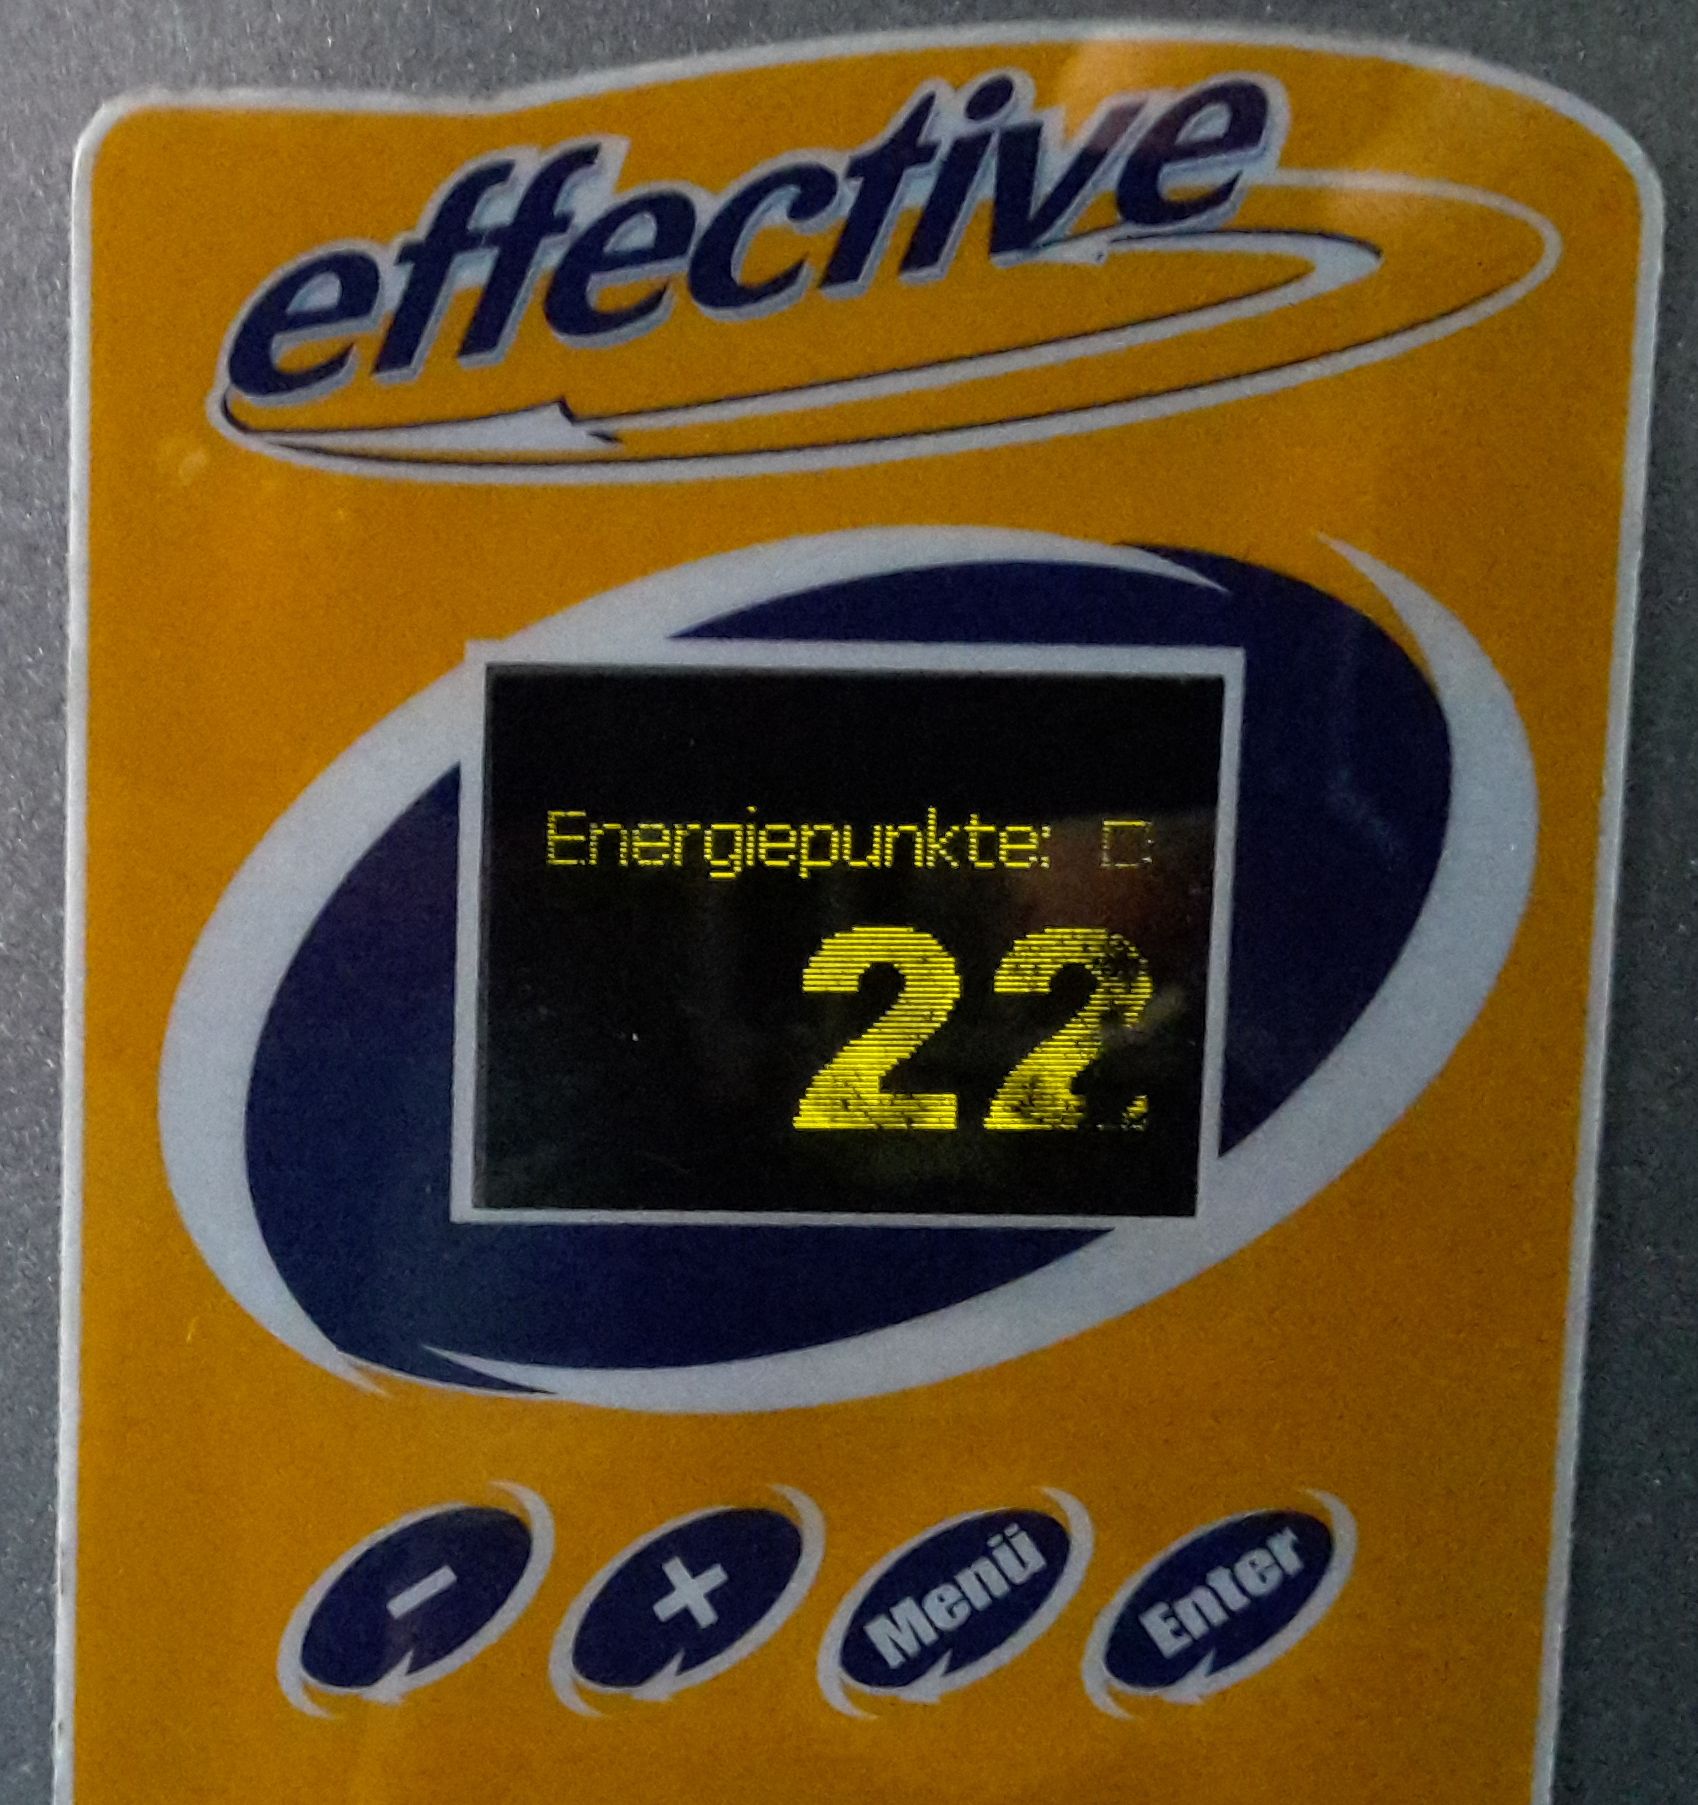 effective
Energiepunkte:
22
- + Menü Enter